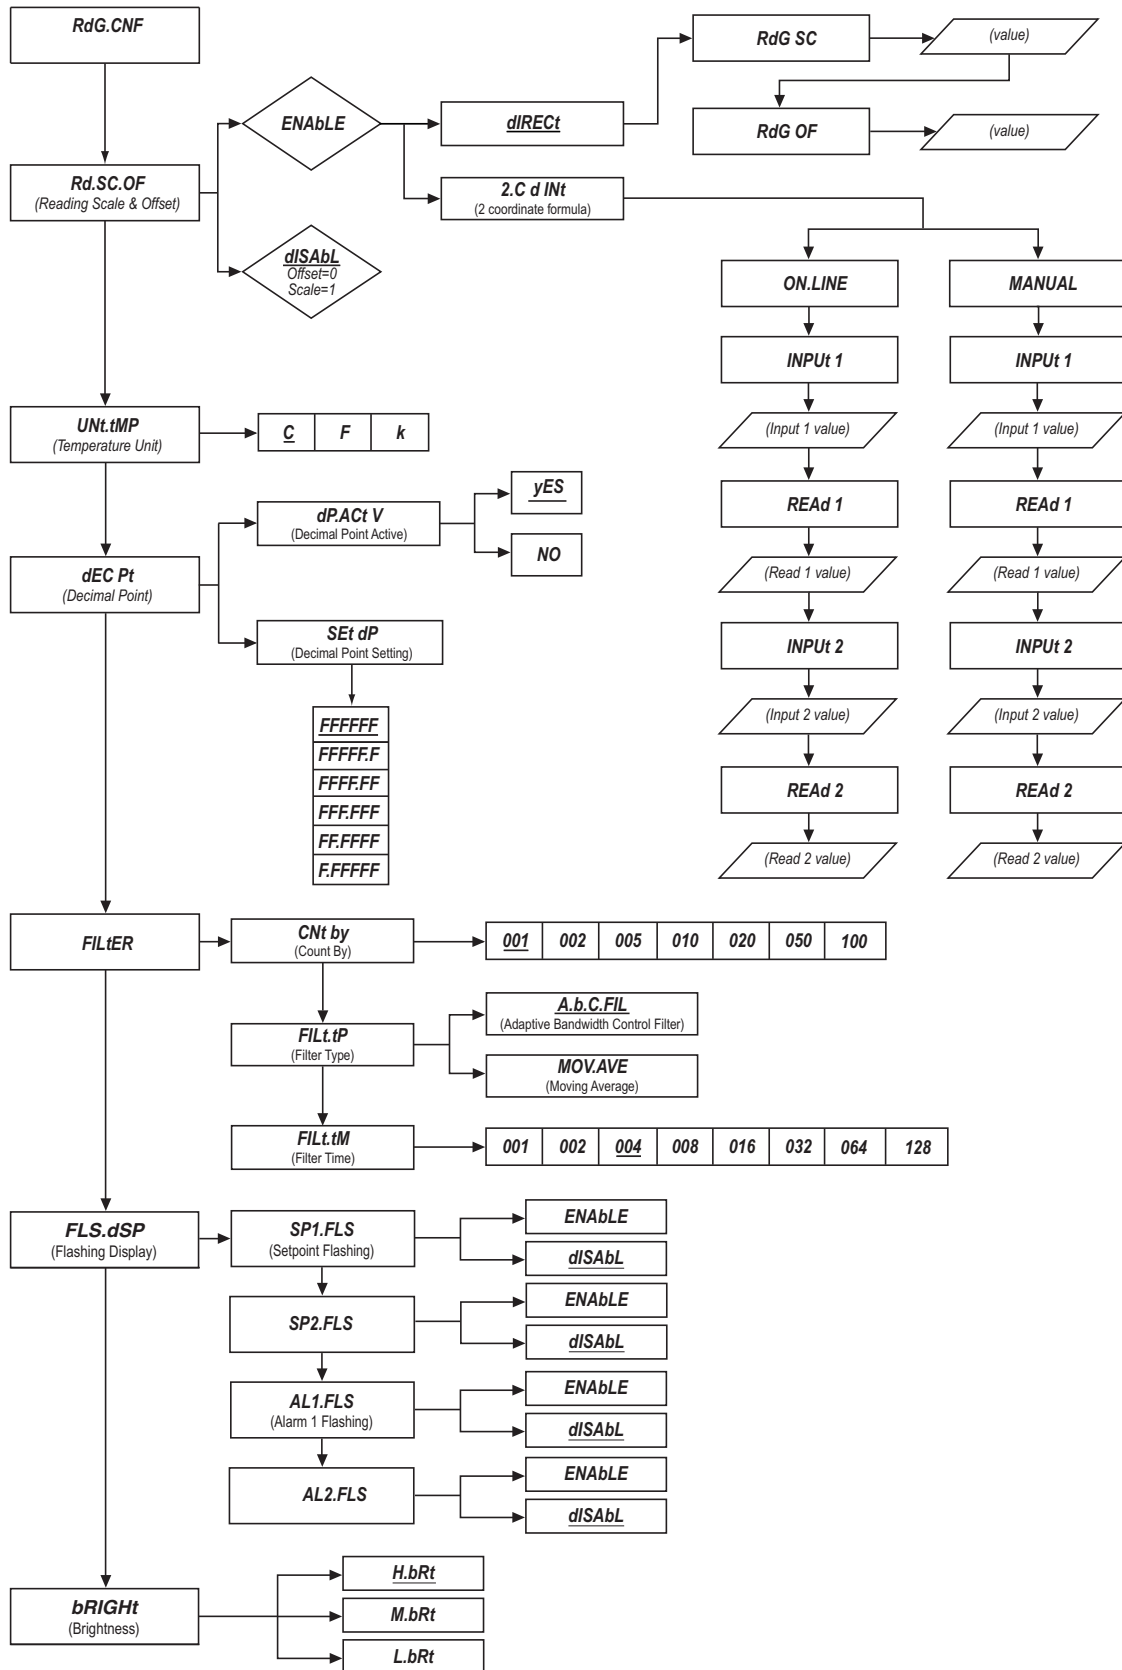 RdG.CNF
Rd.SC.OF
(Reading Scale & Offset)
ENAbLE
dISAbL
Offset=0
Scale=1
dIRECt
RdG SC
(value)
RdG OF
(value)
2.C d INt
(2 coordinate formula)
ON.LINE
INPUt 1
(Input 1 value)
REAd 1
(Read 1 value)
INPUt 2
(Input 2 value)
REAd 2
(Read 2 value)
MANUAL
INPUt 1
(Input 1 value)
REAd 1
(Read 1 value)
INPUt 2
(Input 2 value)
REAd 2
(Read 2 value)
UNt.tMP
(Temperature Unit)
C F k
dEC Pt
(Decimal Point)
dP.ACt V
(Decimal Point Active)
yES
NO
SEt dP
(Decimal Point Setting)
FFFFFF
FFFFF.F
FFFF.FF
FFF.FFF
FF.FFFF
F.FFFFF
FILtER
CNt by
(Count By)
001 002 005 010 020 050 100
FILt.tP
(Filter Type)
A.b.C.FIL
(Adaptive Bandwidth Control Filter)
MOV.AVE
(Moving Average)
FILt.tM
(Filter Time)
001 002 004 008 016 032 064 128
FLS.dSP
(Flashing Display)
SP1.FLS
(Setpoint Flashing)
ENAbLE
dISAbL
SP2.FLS
ENAbLE
dISAbL
AL1.FLS
(Alarm 1 Flashing)
ENAbLE
dISAbL
AL2.FLS
ENAbLE
dISAbL
bRIGHt
(Brightness)
H.bRt
M.bRt
L.bRt